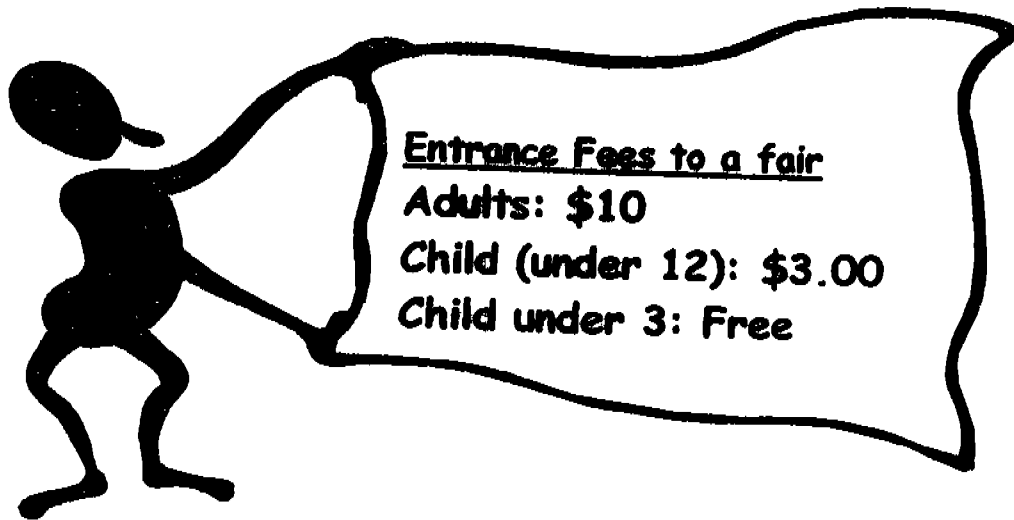 Entrance Fees to a fair
Adults: $10
Child (under 12): $3.00
Child under 3: Free